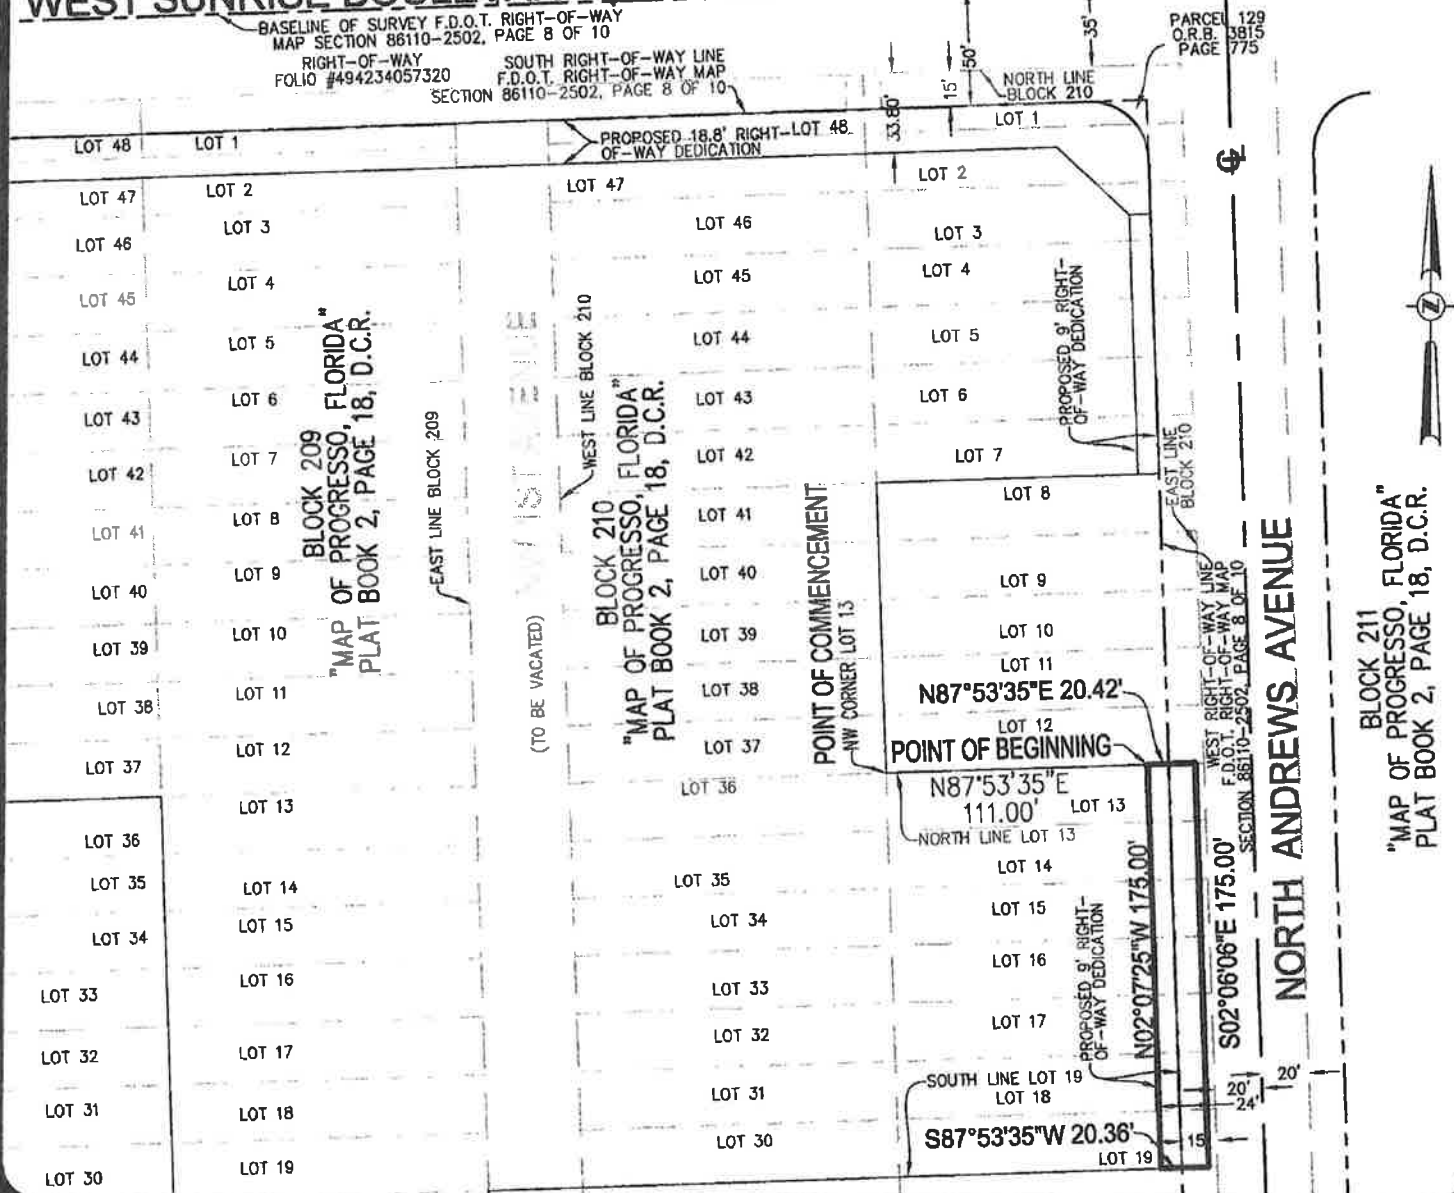 WEST SUNRISE BOULEVARD
BASELINE OF SURVEY F.D.O.T. RIGHT-OF-WAY
MAP SECTION 86110-2502, PAGE 8 OF 10
RIGHT-OF-WAY
FOLIO #494234057320
SOUTH RIGHT-OF-WAY LINE
F.D.O.T. RIGHT-OF-WAY MAP
SECTION 86110-2502, PAGE 8 OF 10
50'
35'
15'
33.80'
PARCEL 129
O.R.B. 3815
PAGE 775
NORTH LINE
BLOCK 210
PROPOSED 18.8' RIGHT-
OF-WAY DEDICATION
LOT 48
LOT 47
LOT 46
LOT 45
LOT 44
LOT 43
LOT 42
LOT 41
LOT 40
LOT 39
LOT 38
LOT 37
LOT 36
LOT 35
LOT 34
LOT 33
LOT 32
LOT 31
LOT 30
LOT 1
LOT 2
LOT 3
LOT 4
LOT 5
LOT 6
LOT 7
LOT 8
LOT 9
LOT 10
LOT 11
LOT 12
LOT 13
LOT 14
LOT 15
LOT 16
LOT 17
LOT 18
LOT 19
BLOCK 209
"MAP OF PROGRESSO, FLORIDA"
PLAT BOOK 2, PAGE 18, D.C.R.
EAST LINE BLOCK 209
(TO BE VACATED)
WEST LINE BLOCK 210
BLOCK 210
"MAP OF PROGRESSO, FLORIDA"
PLAT BOOK 2, PAGE 18, D.C.R.
LOT 48
LOT 47
LOT 46
LOT 45
LOT 44
LOT 43
LOT 42
LOT 41
LOT 40
LOT 39
LOT 38
LOT 37
LOT 36
LOT 35
LOT 34
LOT 33
LOT 32
LOT 31
LOT 30
POINT OF COMMENCEMENT
NW CORNER LOT 13
LOT 1
LOT 2
LOT 3
LOT 4
LOT 5
LOT 6
LOT 7
LOT 8
LOT 9
LOT 10
LOT 11
N87°53'35"E 20.42'
LOT 12
POINT OF BEGINNING
N87°53'35"E
111.00'
LOT 13
NORTH LINE LOT 13
LOT 14
LOT 15
LOT 16
LOT 17
SOUTH LINE LOT 19
LOT 18
S87°53'35"W 20.36'
LOT 19
PROPOSED 9' RIGHT-
OF-WAY DEDICATION
EAST LINE
BLOCK 210
WEST RIGHT-OF-WAY LINE
F.D.O.T. RIGHT-OF-WAY MAP
SECTION 86110-2502, PAGE 8 OF 10
PROPOSED 9' RIGHT-
OF-WAY DEDICATION
N02°07'25"W 175.00'
S02°06'06"E 175.00'
20'
20'
24'
15'
NORTH ANDREWS AVENUE
N
BLOCK 211
"MAP OF PROGRESSO, FLORIDA"
PLAT BOOK 2, PAGE 18, D.C.R.